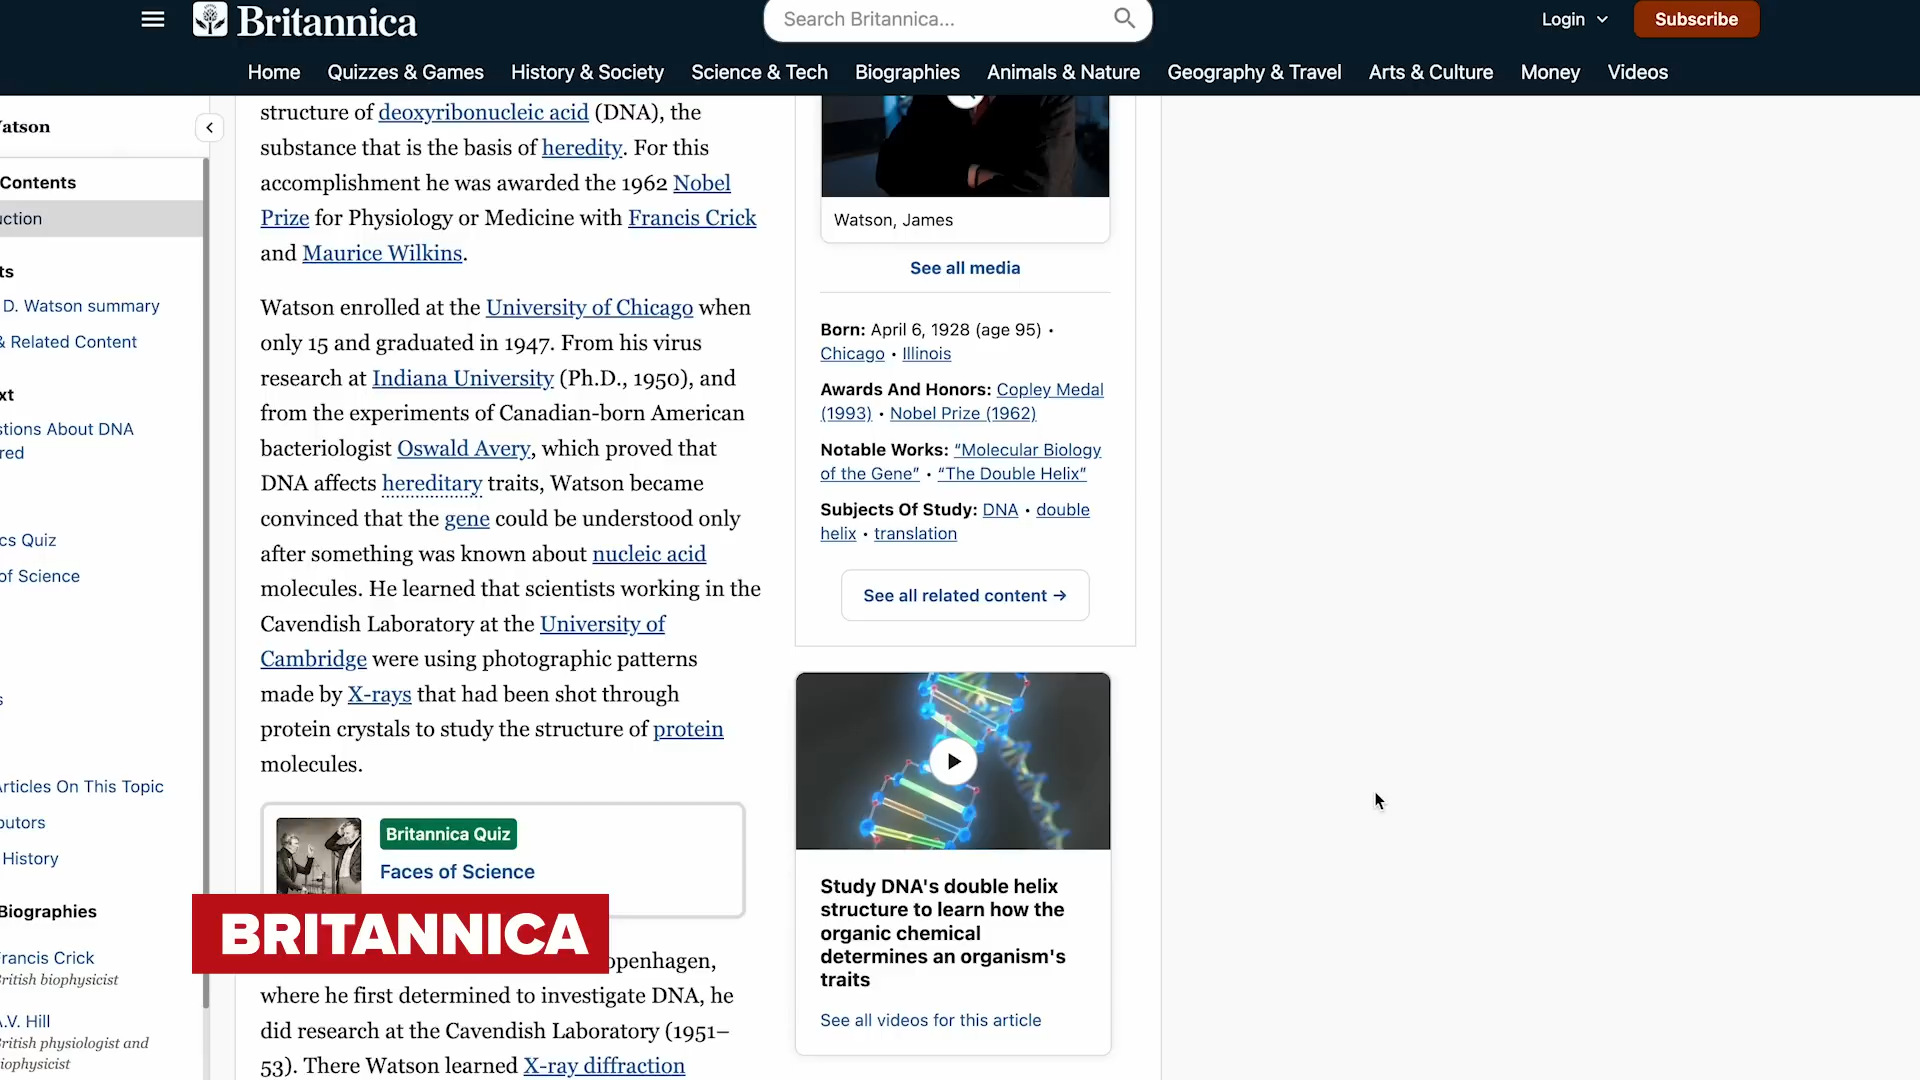 Britannica
Search Britannica...
Login
Subscribe
Home
Quizzes & Games
History & Society
Science & Tech
Biographies
Animals & Nature
Geography & Travel
Arts & Culture
Money
Videos
atson
Contents
uction
ts
D. Watson summary
& Related Content
xt
stions About DNA
red
cs Quiz
of Science
s
Articles On This Topic
butors
History
Biographies
rancis Crick
British biophysicist
A.V. Hill
British physiologist and
iophysicist
structure of deoxyribonucleic acid (DNA), the
substance that is the basis of heredity. For this
accomplishment he was awarded the 1962 Nobel
Prize for Physiology or Medicine with Francis Crick
and Maurice Wilkins.
Watson enrolled at the University of Chicago when
only 15 and graduated in 1947. From his virus
research at Indiana University (Ph.D., 1950), and
from the experiments of Canadian-born American
bacteriologist Oswald Avery, which proved that
DNA affects hereditary traits, Watson became
convinced that the gene could be understood only
after something was known about nucleic acid
molecules. He learned that scientists working in the
Cavendish Laboratory at the University of
Cambridge were using photographic patterns
made by X-rays that had been shot through
protein crystals to study the structure of protein
molecules.
Britannica Quiz
Faces of Science
BRITANNICA
openhagen,
where he first determined to investigate DNA, he
did research at the Cavendish Laboratory (1951–
53). There Watson learned X-ray diffraction
Watson, James
See all media
Born: April 6, 1928 (age 95) •
Chicago • Illinois
Awards And Honors: Copley Medal
(1993) • Nobel Prize (1962)
Notable Works: “Molecular Biology
of the Gene” • “The Double Helix”
Subjects Of Study: DNA • double
helix • translation
See all related content →
Study DNA's double helix
structure to learn how the
organic chemical
determines an organism's
traits
See all videos for this article